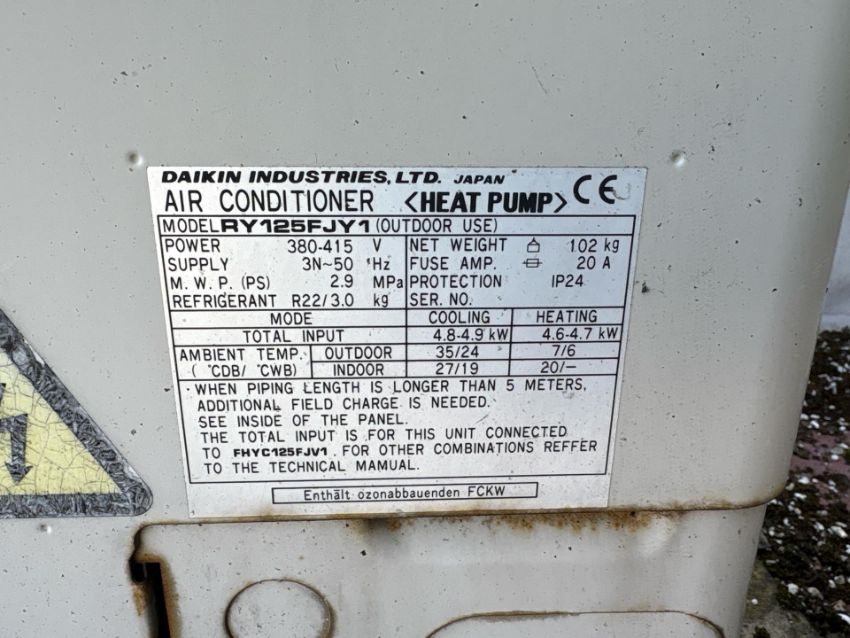 DAIKIN INDUSTRIES, LTD. JAPAN
AIR CONDITIONER <HEAT PUMP> CE
MODEL RY125FJY1 (OUTDOOR USE)
POWER 380-415 V NET WEIGHT 102 kg
SUPPLY 3N~50 Hz FUSE AMP. 20 A
M. W. P. (PS) 2.9 MPa PROTECTION IP24
REFRIGERANT R22/3.0 kg SER. NO.
MODE COOLING HEATING
TOTAL INPUT 4.8-4.9 kW 4.6-4.7 kW
AMBIENT TEMP. OUTDOOR 35/24 7/6
(°CDB/°CWB) INDOOR 27/19 20/-
· WHEN PIPING LENGTH IS LONGER THAN 5 METERS,
ADDITIONAL FIELD CHARGE IS NEEDED.
SEE INSIDE OF THE PANEL.
THE TOTAL INPUT IS FOR THIS UNIT CONNECTED
TO FHYC125FJV1. FOR OTHER COMBINATIONS REFFER
TO THE TECHNICAL MAMUAL.
Enthält ozonabbauenden FCKW